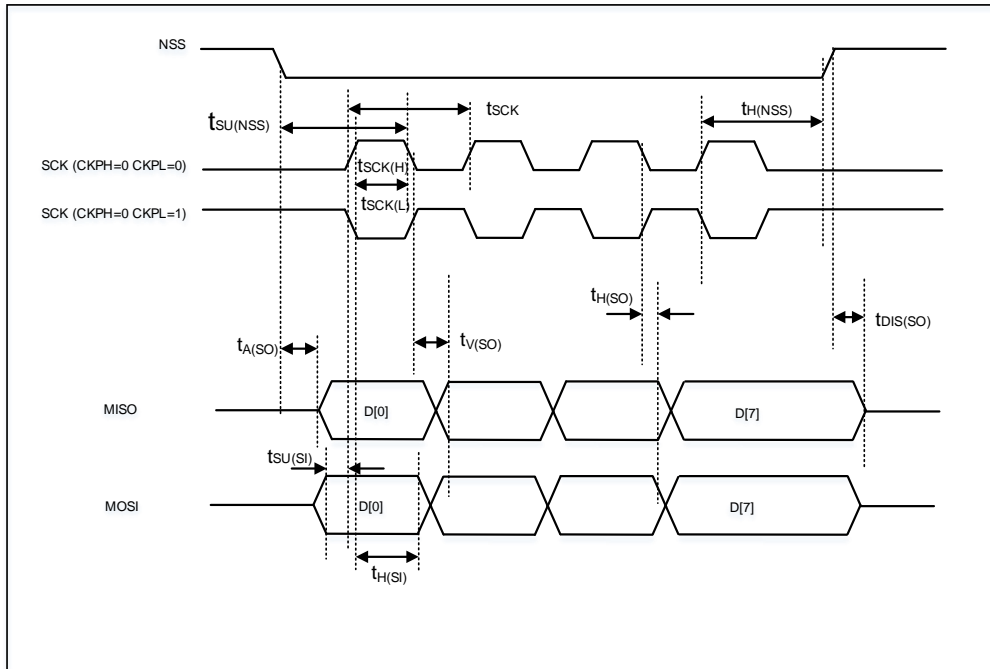 NSS
tSCK
tH(NSS)
tSU(NSS)
SCK (CKPH=0 CKPL=0)
tSCK(H)
tSCK(L)
SCK (CKPH=0 CKPL=1)
tH(SO)
tDIS(SO)
tA(SO)
tV(SO)
MISO
D[0]
D[7]
tSU(SI)
MOSI
D[0]
D[7]
tH(SI)